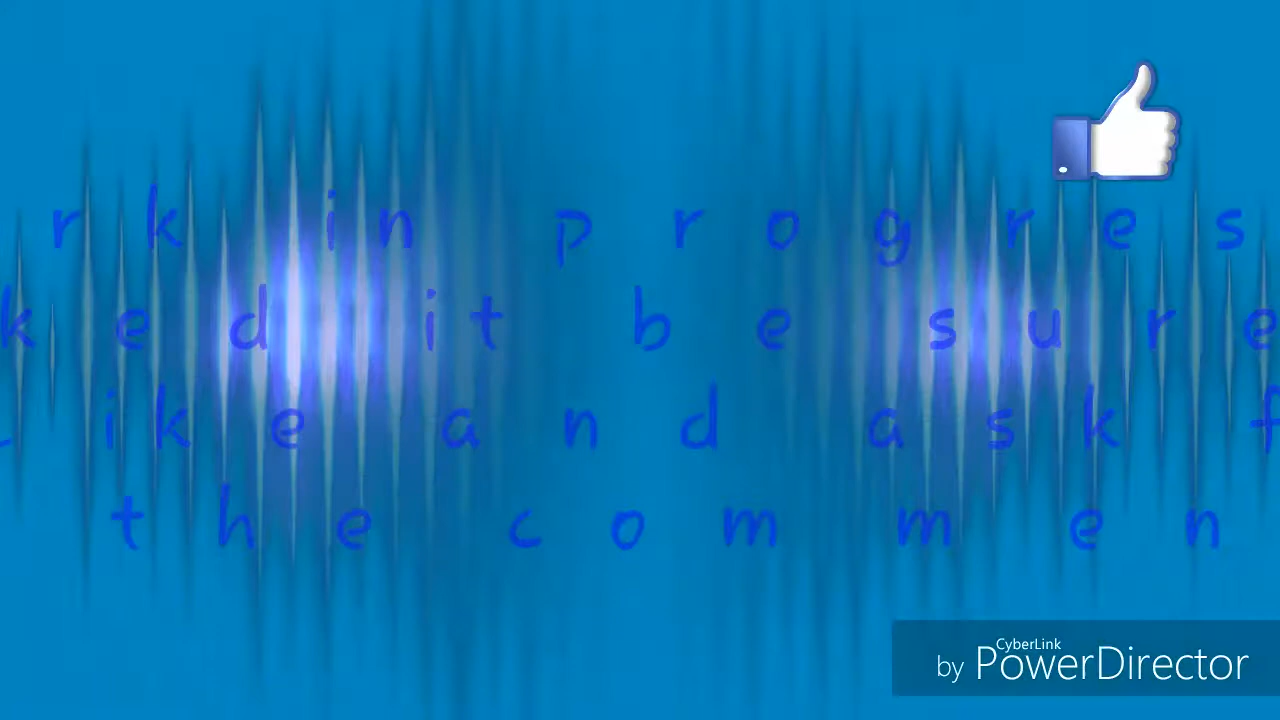 rk in progres
ked it be sure
ike and ask f
the commen
by CyberLink PowerDirector